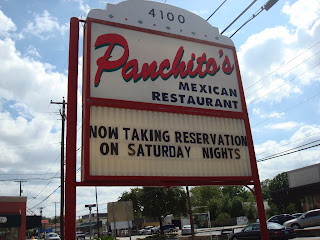 4100
Panchito's
MEXICAN
RESTAURANT
NOW TAKING RESERVATION
ON SATURDAY NIGHTS